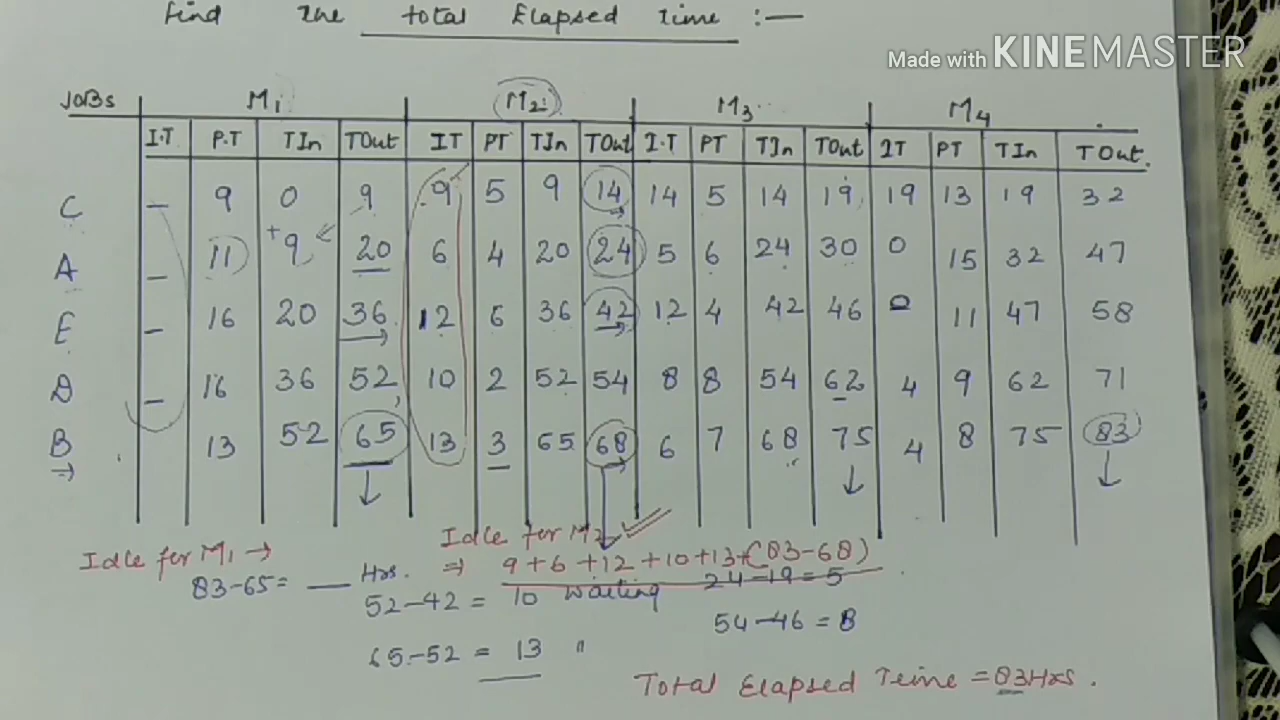 Find The Total Elapsed Time :—
Made with KINEMASTER
JOBs M1 M2 M3 M4
I.T P.T TIn TOut IT PT TIn TOut I.T PT TIn TOut IT PT TIn TOut.
C — 9 0 9 9 5 9 14 14 5 14 19 19 13 19 32
A — 11 +9 20 6 4 20 24 5 6 24 30 0 15 32 47
E — 16 20 36 12 6 36 42 12 4 42 46 0 11 47 58
D — 16 36 52 10 2 52 54 8 8 54 62 4 9 62 71
B 13 52 65 13 3 65 68 6 7 68 75 4 8 75 83
Idle for M1 → Idle for M2
83-65= — Hrs. ⇒ 9+6+12+10+13+(83-68)
52-42 = 10 Waiting 24-19=5
65-52 = 13 " 54-46 = 8
Total Elapsed Time = 83Hrs.